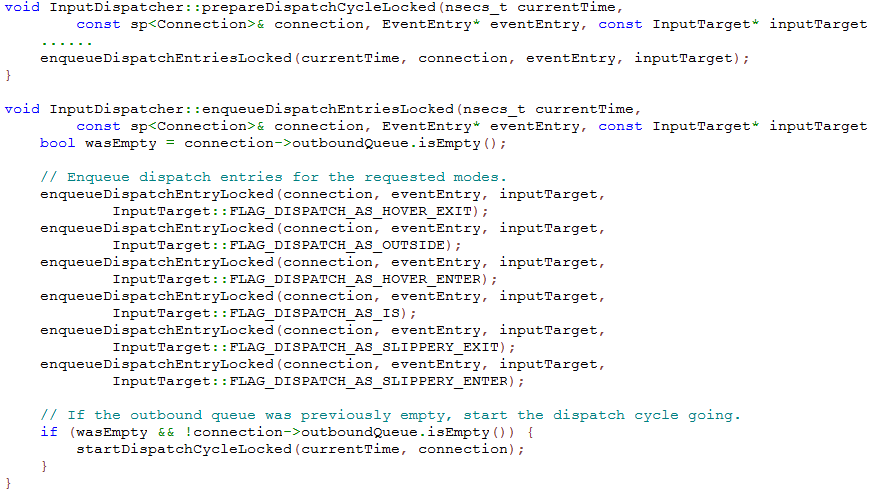 void InputDispatcher::prepareDispatchCycleLocked(nsecs_t currentTime,
        const sp<Connection>& connection, EventEntry* eventEntry, const InputTarget* inputTarget
    ......
    enqueueDispatchEntriesLocked(currentTime, connection, eventEntry, inputTarget);
}

void InputDispatcher::enqueueDispatchEntriesLocked(nsecs_t currentTime,
        const sp<Connection>& connection, EventEntry* eventEntry, const InputTarget* inputTarget
    bool wasEmpty = connection->outboundQueue.isEmpty();

    // Enqueue dispatch entries for the requested modes.
    enqueueDispatchEntryLocked(connection, eventEntry, inputTarget,
            InputTarget::FLAG_DISPATCH_AS_HOVER_EXIT);
    enqueueDispatchEntryLocked(connection, eventEntry, inputTarget,
            InputTarget::FLAG_DISPATCH_AS_OUTSIDE);
    enqueueDispatchEntryLocked(connection, eventEntry, inputTarget,
            InputTarget::FLAG_DISPATCH_AS_HOVER_ENTER);
    enqueueDispatchEntryLocked(connection, eventEntry, inputTarget,
            InputTarget::FLAG_DISPATCH_AS_IS);
    enqueueDispatchEntryLocked(connection, eventEntry, inputTarget,
            InputTarget::FLAG_DISPATCH_AS_SLIPPERY_EXIT);
    enqueueDispatchEntryLocked(connection, eventEntry, inputTarget,
            InputTarget::FLAG_DISPATCH_AS_SLIPPERY_ENTER);

    // If the outbound queue was previously empty, start the dispatch cycle going.
    if (wasEmpty && !connection->outboundQueue.isEmpty()) {
        startDispatchCycleLocked(currentTime, connection);
    }
}